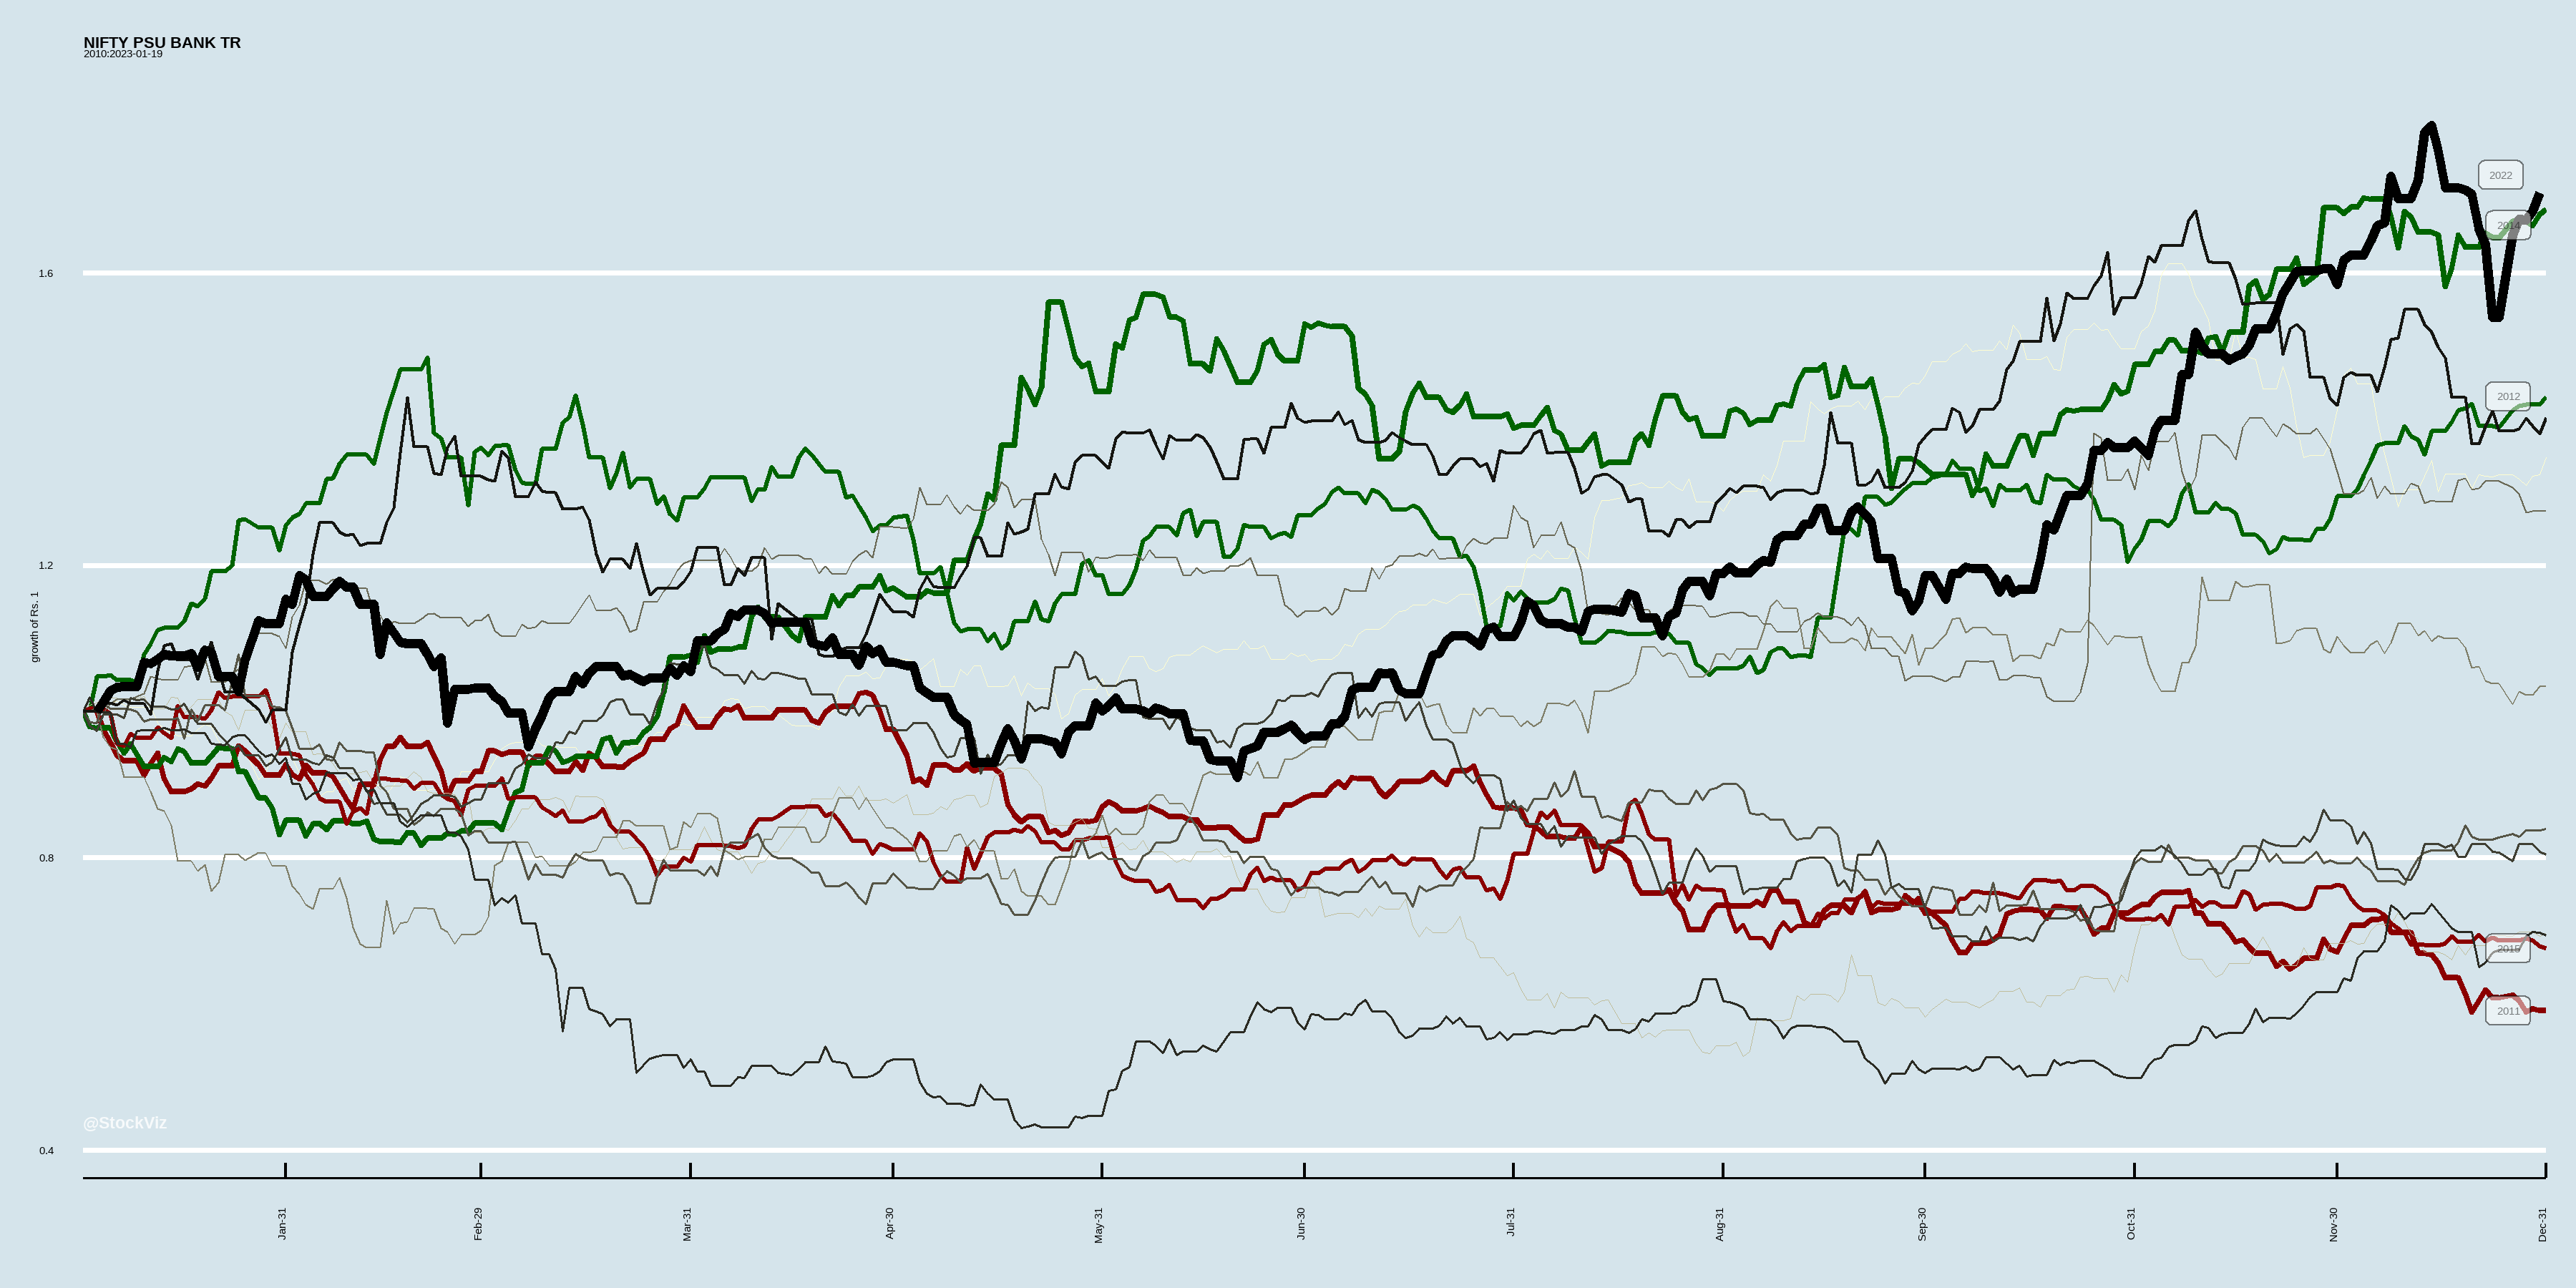 NIFTY PSU BANK TR
2010:2023-01-19
2022
2014
1.6
2012
1.2
growth of Rs. 1
0.8
2015
2011
@StockViz
0.4
Jan-31
Feb-29
Mar-31
Apr-30
May-31
Jun-30
Jul-31
Aug-31
Sep-30
Oct-31
Nov-30
Dec-31